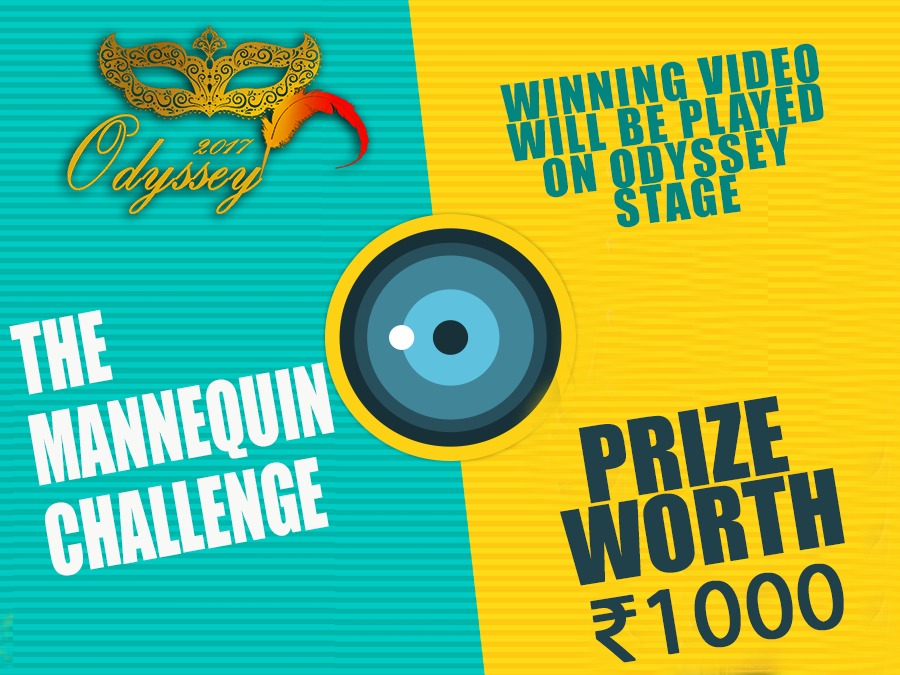 2017
Odyssey
WINNING VIDEO
WILL BE PLAYED
ON ODYSSEY
STAGE
THE
MANNEQUIN
CHALLENGE
PRIZE
WORTH
₹1000